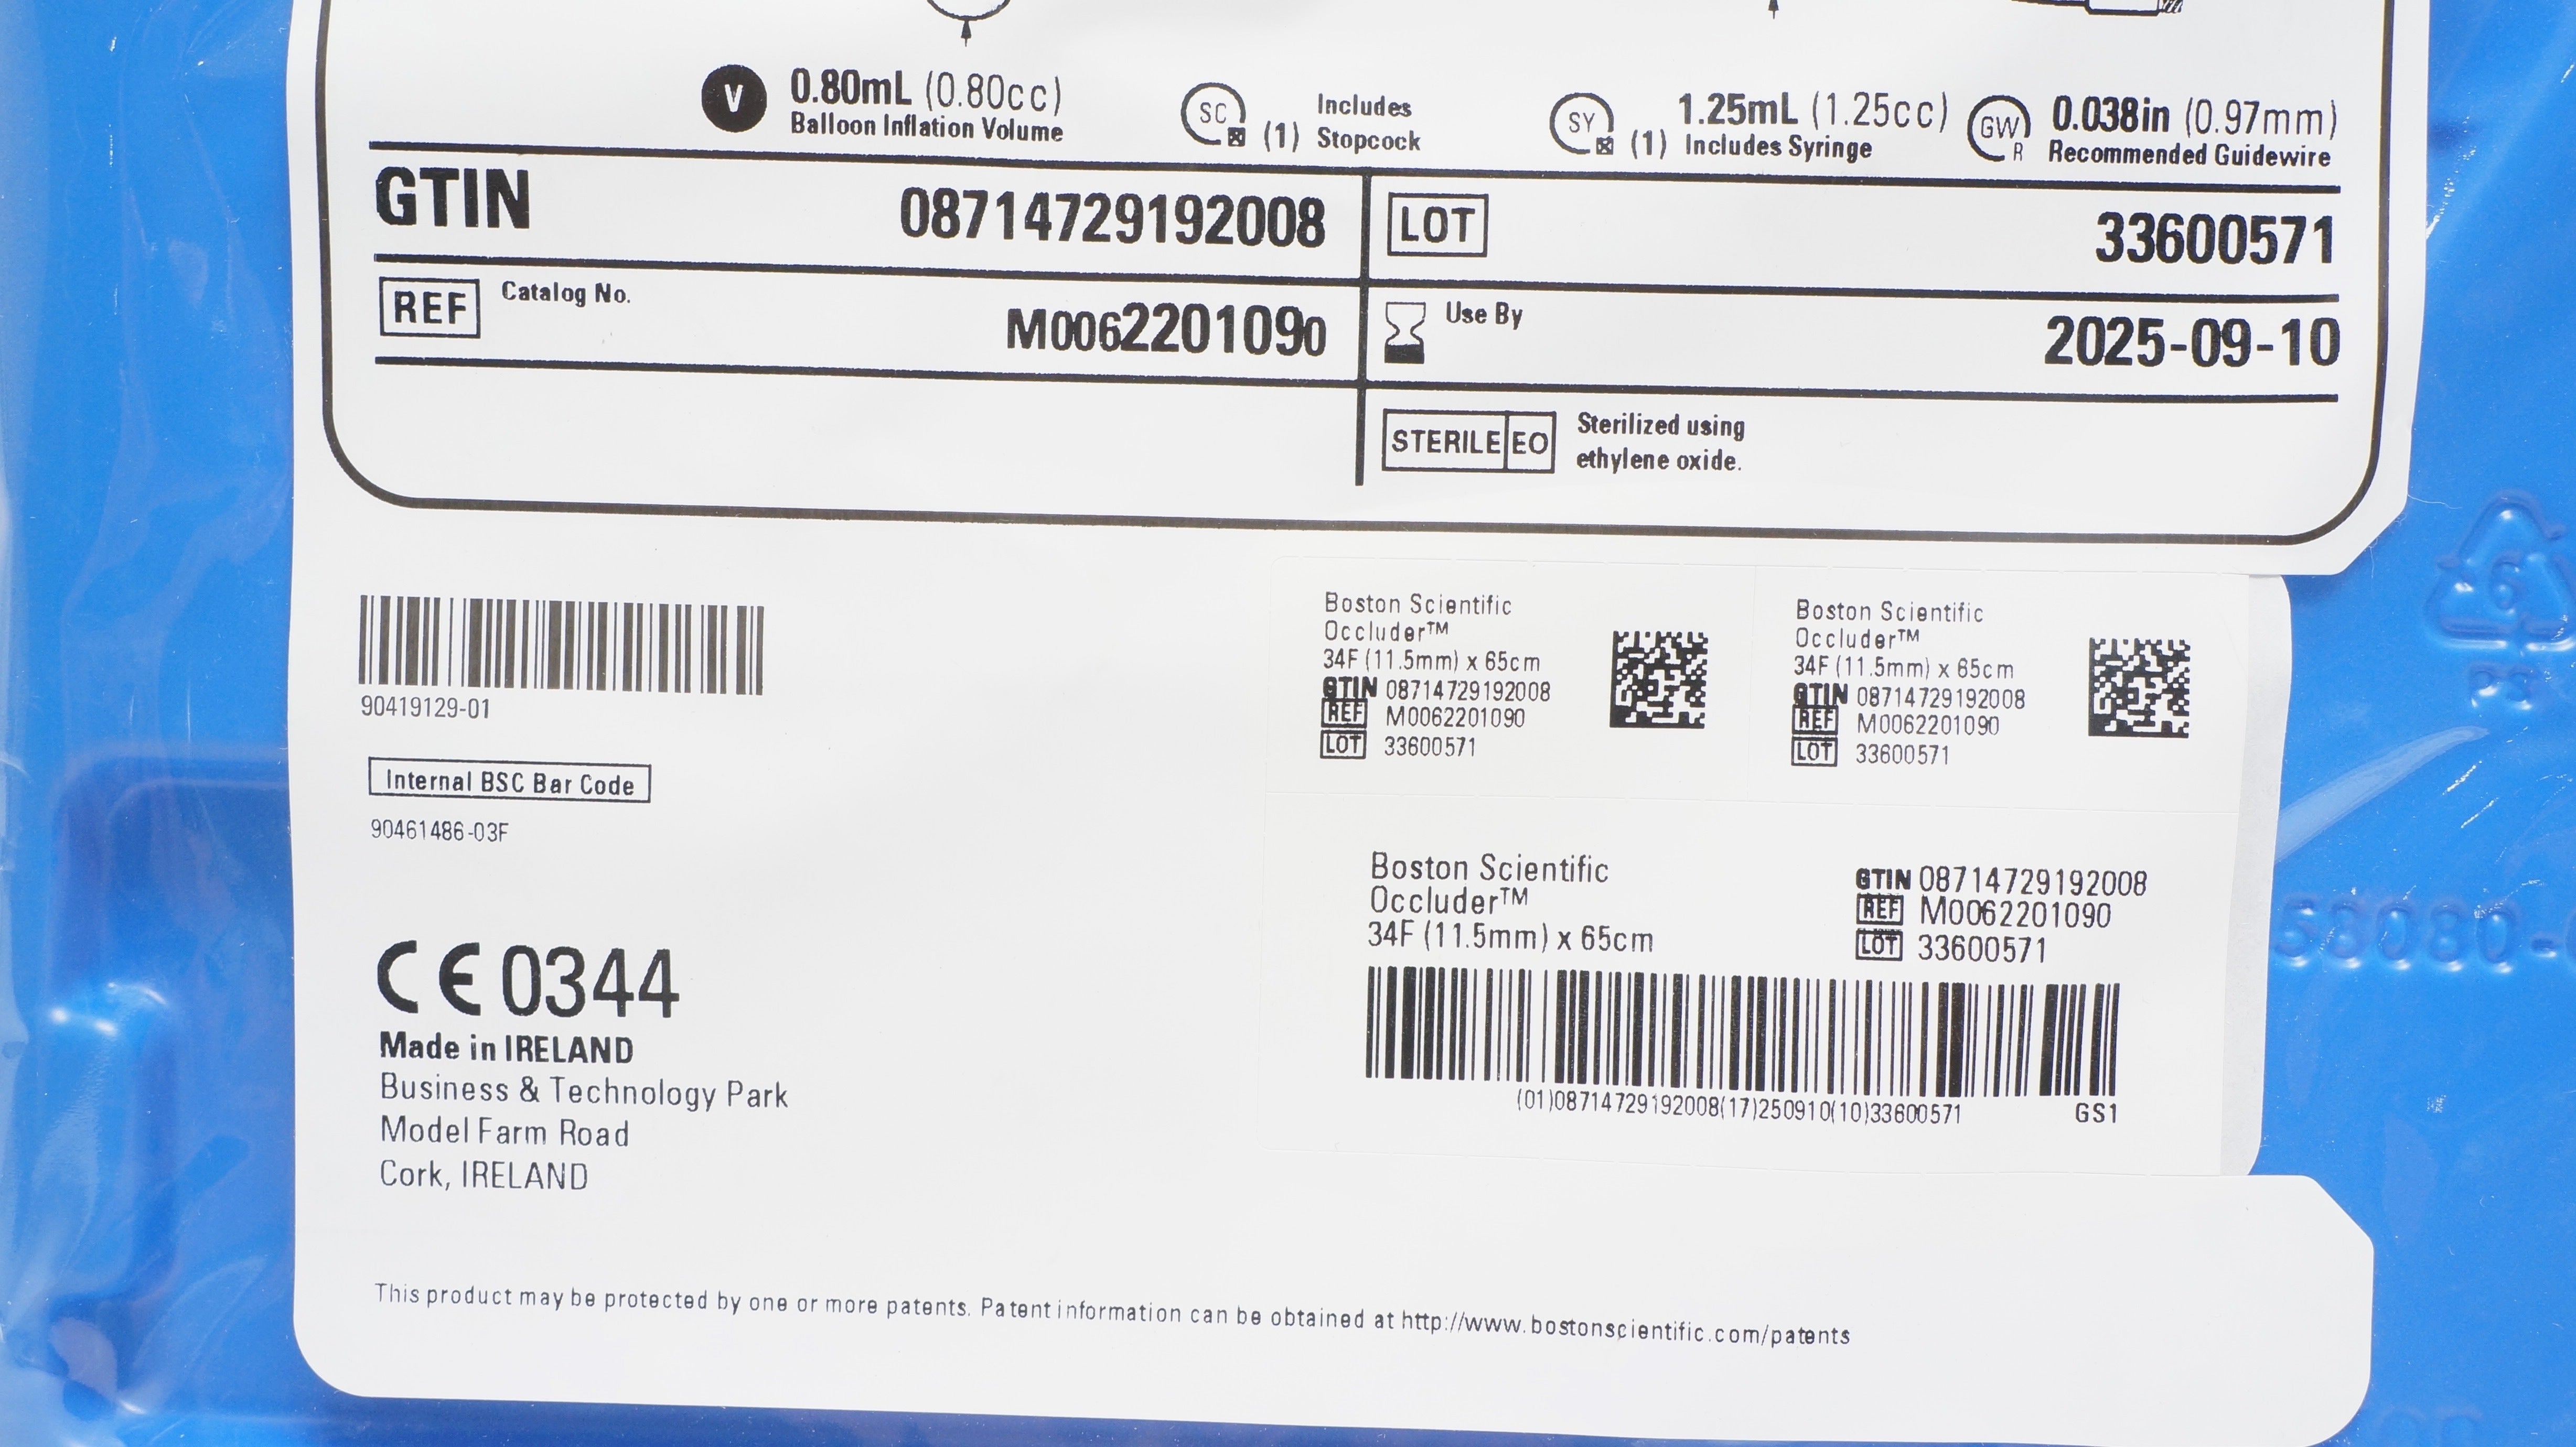 V 0.80mL (0.80cc)
Balloon Inflation Volume
SC (1) Includes
Stopcock
SY (1) 1.25mL (1.25cc)
Includes Syringe
GW R 0.038in (0.97mm)
Recommended Guidewire
GTIN 08714729192008
LOT 33600571
REF Catalog No. M0062201090
Use By 2025-09-10
STERILE EO Sterilized using
ethylene oxide.
90419129-01
Internal BSC Bar Code
90461486-03F
CE 0344
Made in IRELAND
Business & Technology Park
Model Farm Road
Cork, IRELAND
Boston Scientific
Occluder™
34F (11.5mm) x 65cm
GTIN 08714729192008
REF M0062201090
LOT 33600571
Boston Scientific
Occluder™
34F (11.5mm) x 65cm
GTIN 08714729192008
REF M0062201090
LOT 33600571
Boston Scientific
Occluder™
34F (11.5mm) x 65cm
GTIN 08714729192008
REF M0062201090
LOT 33600571
(01)08714729192008(17)250910(10)33600571
GS1
This product may be protected by one or more patents. Patent information can be obtained at http://www.bostonscientific.com/patents
6
PS